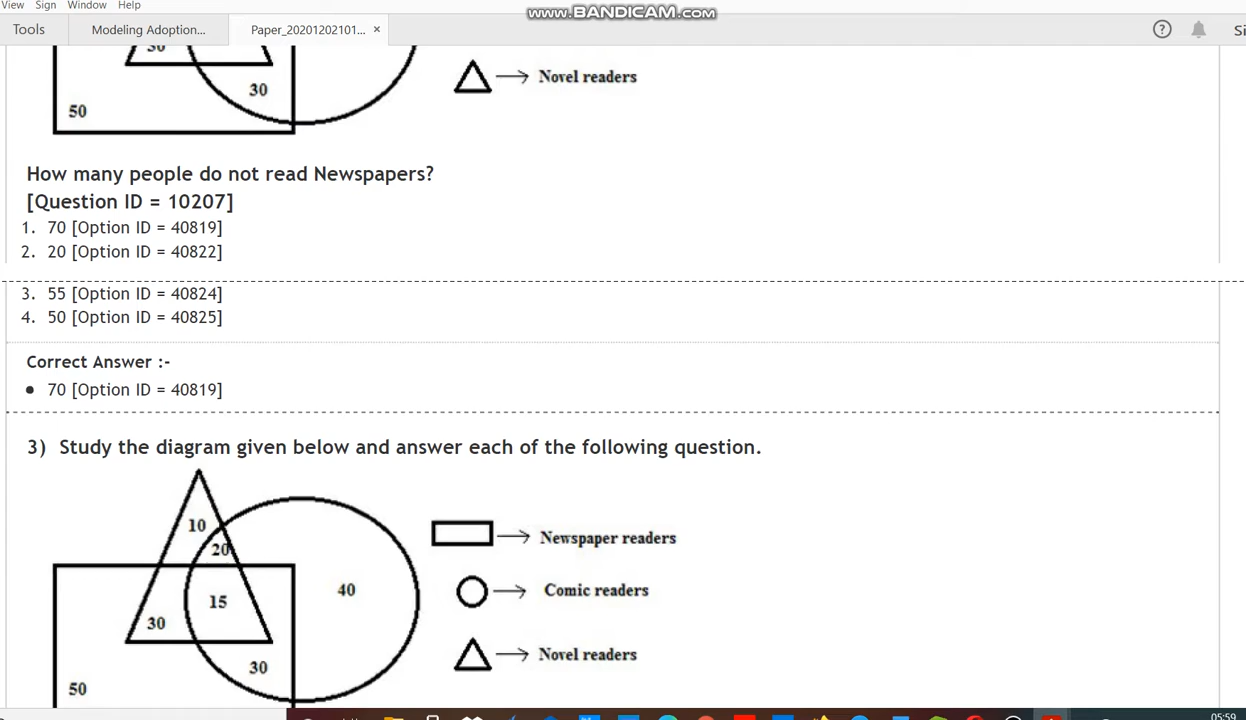 View Sign Window Help
www.BANDICAM.com
Tools Modeling Adoption... Paper_20201202101... × ? Si
30
30
50
Novel readers
How many people do not read Newspapers?
[Question ID = 10207]
1. 70 [Option ID = 40819]
2. 20 [Option ID = 40822]
3. 55 [Option ID = 40824]
4. 50 [Option ID = 40825]
Correct Answer :-
• 70 [Option ID = 40819]
3) Study the diagram given below and answer each of the following question.
10
20
40
15
30
30
50
Newspaper readers
Comic readers
Novel readers
05:59